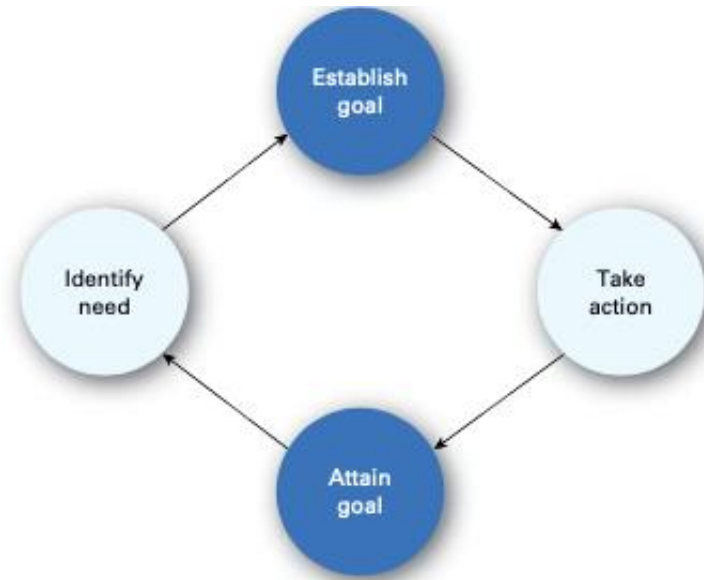 Establish
goal
Identify
need
Take
action
Attain
goal